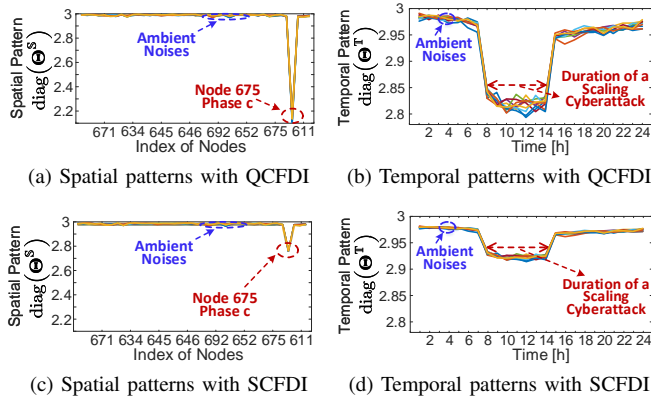 3
2.8
2.6
2.4
2.2
Spatial Pattern
diag(Θ^S)
Ambient
Noises
Node 675
Phase c
671 634 645 646 692 652 675 611
Index of Nodes
(a) Spatial patterns with QCFDI
3
2.95
2.9
2.85
2.8
Temporal Pattern
diag(Θ^T)
Ambient
Noises
Duration of a
Scaling
Cyberattack
2 4 6 8 10 12 14 16 18 20 22 24
Time [h]
(b) Temporal patterns with QCFDI
3
2.8
2.6
2.4
2.2
Spatial Pattern
diag(Θ^S)
Ambient
Noises
Node 675
Phase c
671 634 645 646 692 652 675 611
Index of Nodes
(c) Spatial patterns with SCFDI
3
2.95
2.9
2.85
2.8
Temporal Pattern
diag(Θ^T)
Ambient
Noises
Duration of a
Scaling
Cyberattack
2 4 6 8 10 12 14 16 18 20 22 24
Time [h]
(d) Temporal patterns with SCFDI